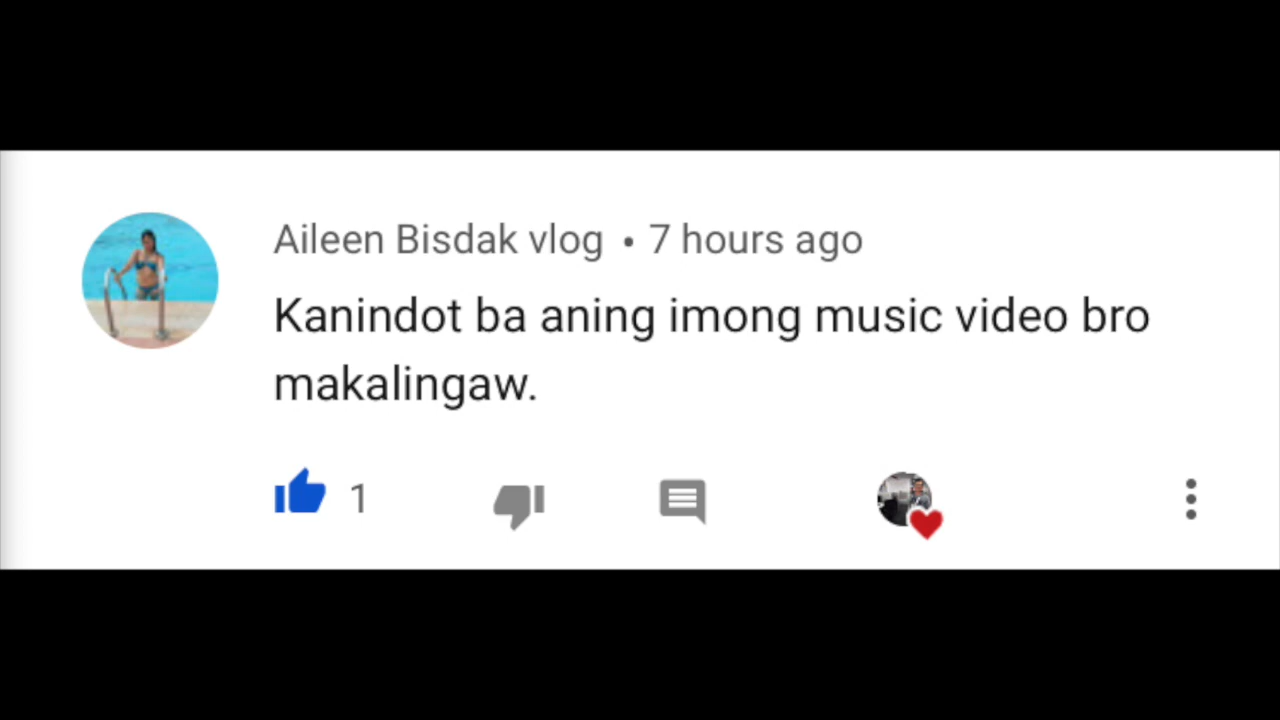 Aileen Bisdak vlog • 7 hours ago
Kanindot ba aning imong music video bro
makalingaw.
1